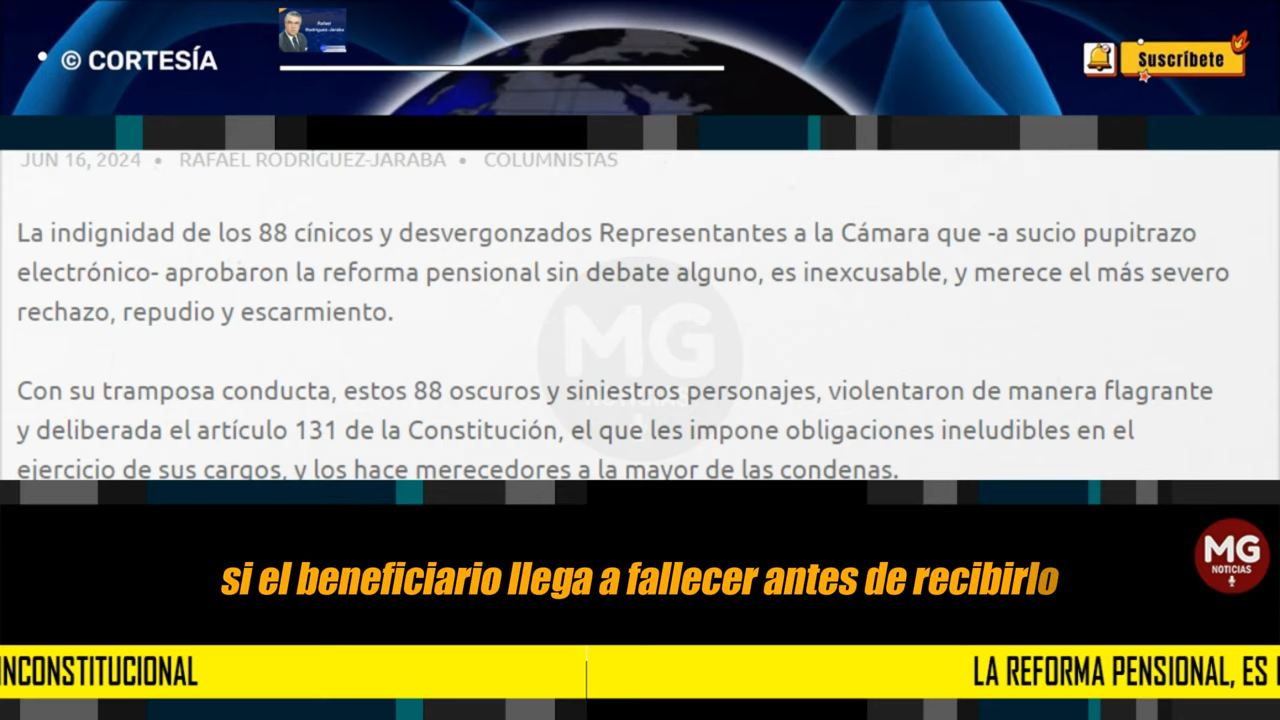 © CORTESÍA
Rafael
Rodríguez-Jaraba
Suscríbete
JUN 16, 2024 • RAFAEL RODRÍGUEZ-JARABA • COLUMNISTAS
La indignidad de los 88 cínicos y desvergonzados Representantes a la Cámara que -a sucio pupitrazo
electrónico- aprobaron la reforma pensional sin debate alguno, es inexcusable, y merece el más severo
rechazo, repudio y escarmiento.
MG
Con su tramposa conducta, estos 88 oscuros y siniestros personajes, violentaron de manera flagrante
y deliberada el artículo 131 de la Constitución, el que les impone obligaciones ineludibles en el
ejercicio de sus cargos, y los hace merecedores a la mayor de las condenas.
si el beneficiario llega a fallecer antes de recibirlo
MG
NOTICIAS
INCONSTITUCIONAL
LA REFORMA PENSIONAL, ES